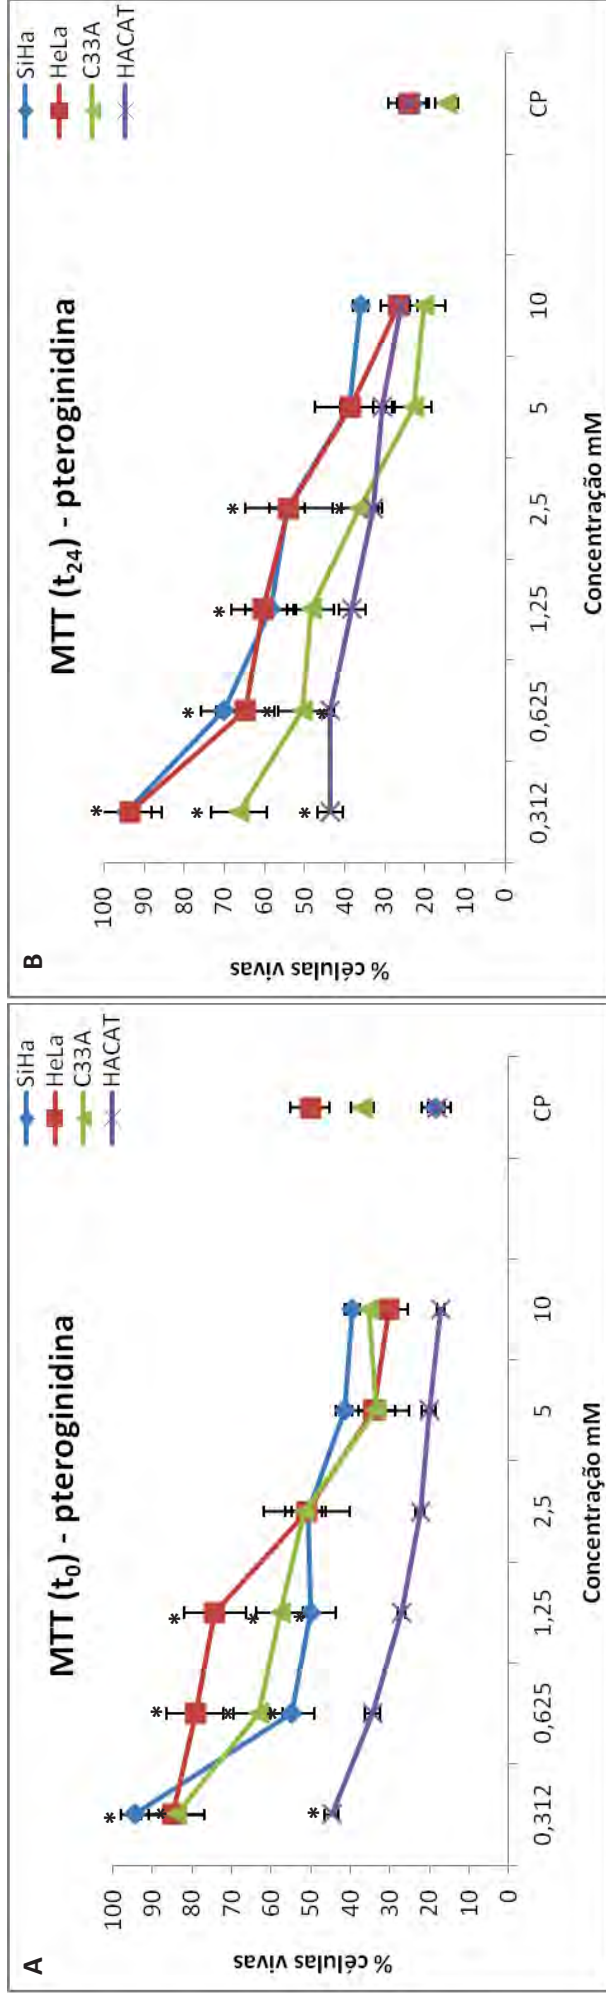 A
MTT (t0) - pteroginidina
SiHa
HeLa
C33A
HACAT
% células vivas
100
90
80
70
60
50
40
30
20
10
0
* * * * * * * * *
0,312 0,625 1,25 2,5 5 10 CP
Concentração mM
B
MTT (t24) - pteroginidina
SiHa
HeLa
C33A
HACAT
% células vivas
100
90
80
70
60
50
40
30
20
10
0
* * * * * * * * *
0,312 0,625 1,25 2,5 5 10 CP
Concentração mM